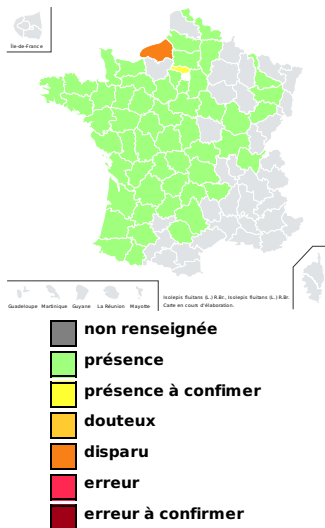 Île-de-France
Guadeloupe Martinique Guyane La Réunion Mayotte
Isolepis fluitans (L.) R.Br., Isolepis fluitans (L.) R.Br.
Carte en cours d'élaboration.
non renseignée
présence
présence à confimer
douteux
disparu
erreur
erreur à confirmer